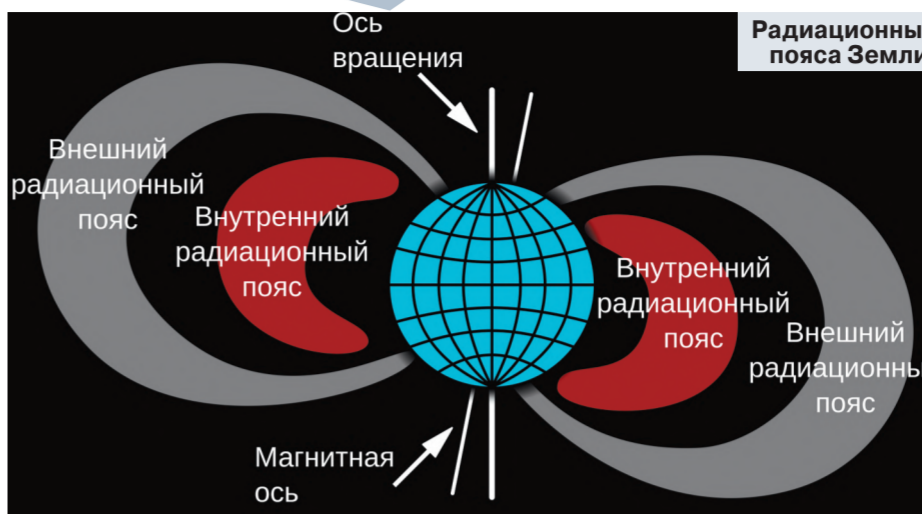 Ось
вращения
Радиационны
пояса Земли
Внешний
радиационный
пояс
Внутренний
радиационный
пояс
Внутренний
радиационный
пояс
Внешний
радиационны
пояс
Магнитная
ось